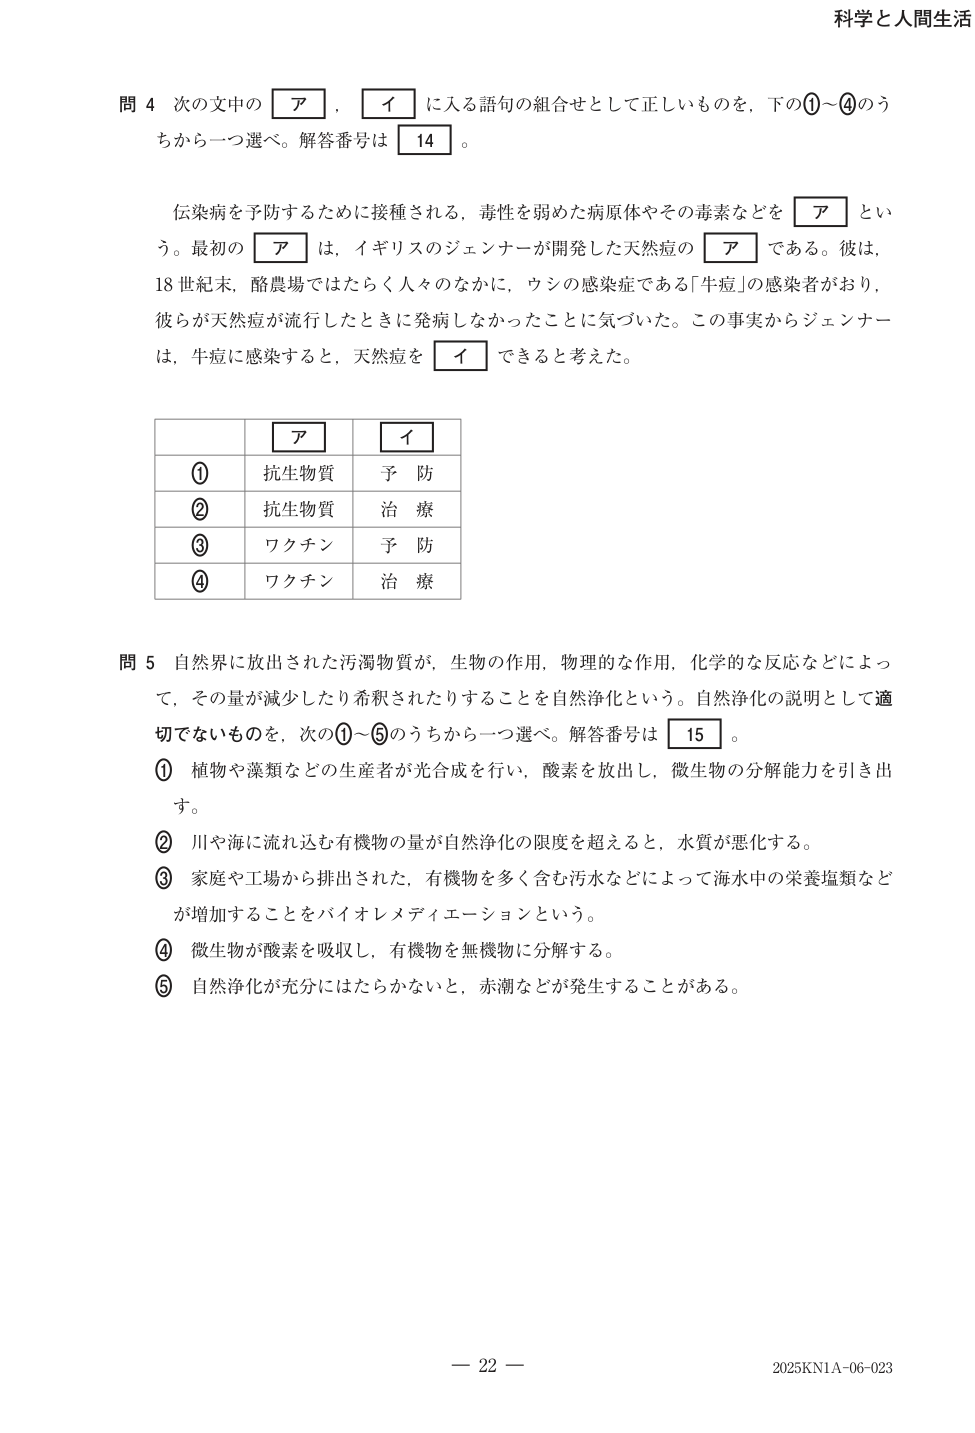 科学と人間生活
問 4 次の文中の ア ， イ に入る語句の組合せとして正しいものを，下の①～④のう
ちから一つ選べ。解答番号は 14 。
伝染病を予防するために接種される，毒性を弱めた病原体やその毒素などを ア とい
う。最初の ア は，イギリスのジェンナーが開発した天然痘の ア である。彼は，
18 世紀末，酪農場ではたらく人々のなかに，ウシの感染症である「牛痘」の感染者がおり，
彼らが天然痘が流行したときに発病しなかったことに気づいた。この事実からジェンナー
は，牛痘に感染すると，天然痘を イ できると考えた。
ア イ
① 抗生物質 予 防
② 抗生物質 治 療
③ ワクチン 予 防
④ ワクチン 治 療
問 5 自然界に放出された汚濁物質が，生物の作用，物理的な作用，化学的な反応などによっ
て，その量が減少したり希釈されたりすることを自然浄化という。自然浄化の説明として適
切でないものを，次の①～⑤のうちから一つ選べ。解答番号は 15 。
① 植物や藻類などの生産者が光合成を行い，酸素を放出し，微生物の分解能力を引き出
す。
② 川や海に流れ込む有機物の量が自然浄化の限度を超えると，水質が悪化する。
③ 家庭や工場から排出された，有機物を多く含む汚水などによって海水中の栄養塩類など
が増加することをバイオレメディエーションという。
④ 微生物が酸素を吸収し，有機物を無機物に分解する。
⑤ 自然浄化が充分にはたらかないと，赤潮などが発生することがある。
― 22 ―
2025KN1A-06-023